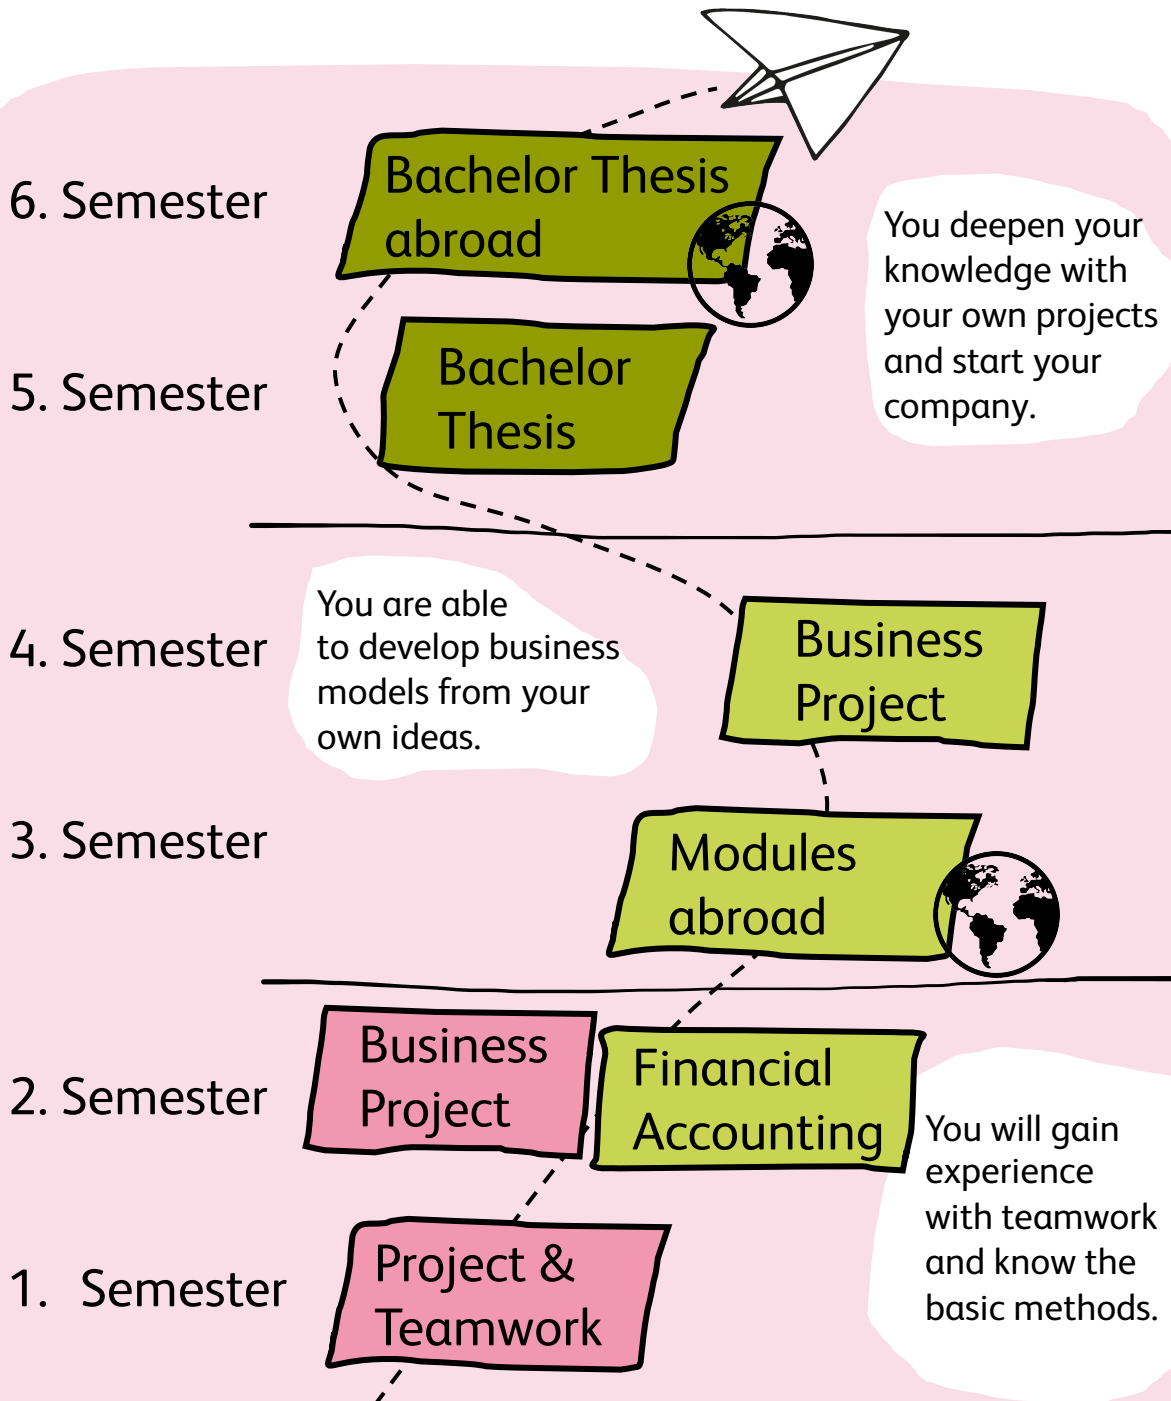 6. Semester
Bachelor Thesis
abroad
You deepen your
knowledge with
your own projects
and start your
company.
5. Semester
Bachelor
Thesis
4. Semester
You are able
to develop business
models from your
own ideas.
Business
Project
3. Semester
Modules
abroad
2. Semester
Business
Project
Financial
Accounting
You will gain
experience
with teamwork
and know the
basic methods.
1. Semester
Project &
Teamwork